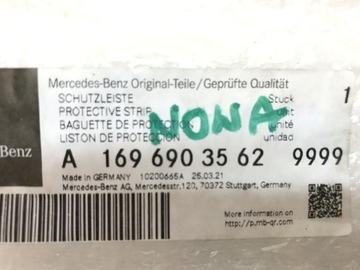 Mercedes-Benz Original-Teile/Geprüfte Qualität
SCHUTZLEISTE Stück 1
PROTECTIVE STRIP unit
BAGUETTE DE PROTECTION unité
LISTON DE PROTECCION unidad
NONA
Benz
A 169 690 35 62 9999
Made in GERMANY 10200665A 25.03.21
Mercedes-Benz AG, Mercedesstr.120, 70372 Stuttgart, Germany
More information on
http://p.mb-qr.com